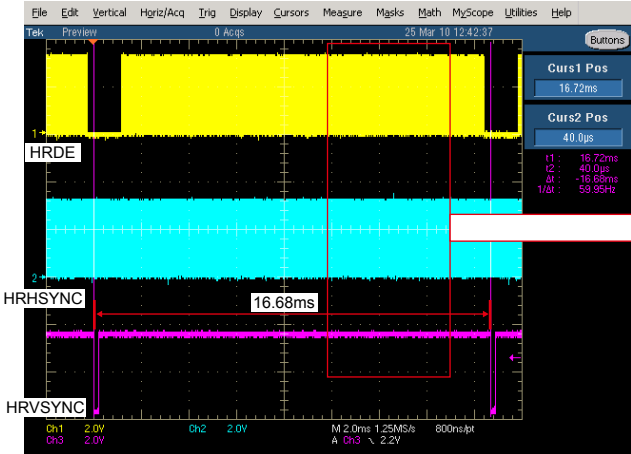 File Edit Vertical Horiz/Acq Trig Display Cursors Measure Masks Math MyScope Utilities Help
Tek Preview 0 Acqs 25 Mar 10 12:42:37
Buttons
Curs1 Pos
16.72ms
Curs2 Pos
40.0µs
t1: 16.72ms
t2: 40.0µs
Δt: -16.68ms
1/Δt: 59.95Hz
1
HRDE
2
HRHSYNC
16.68ms
HRVSYNC
Ch1 2.0V Ch2 2.0V M 2.0ms 1.25MS/s 800ns/pt
Ch3 2.0V A Ch3 \ 2.2V